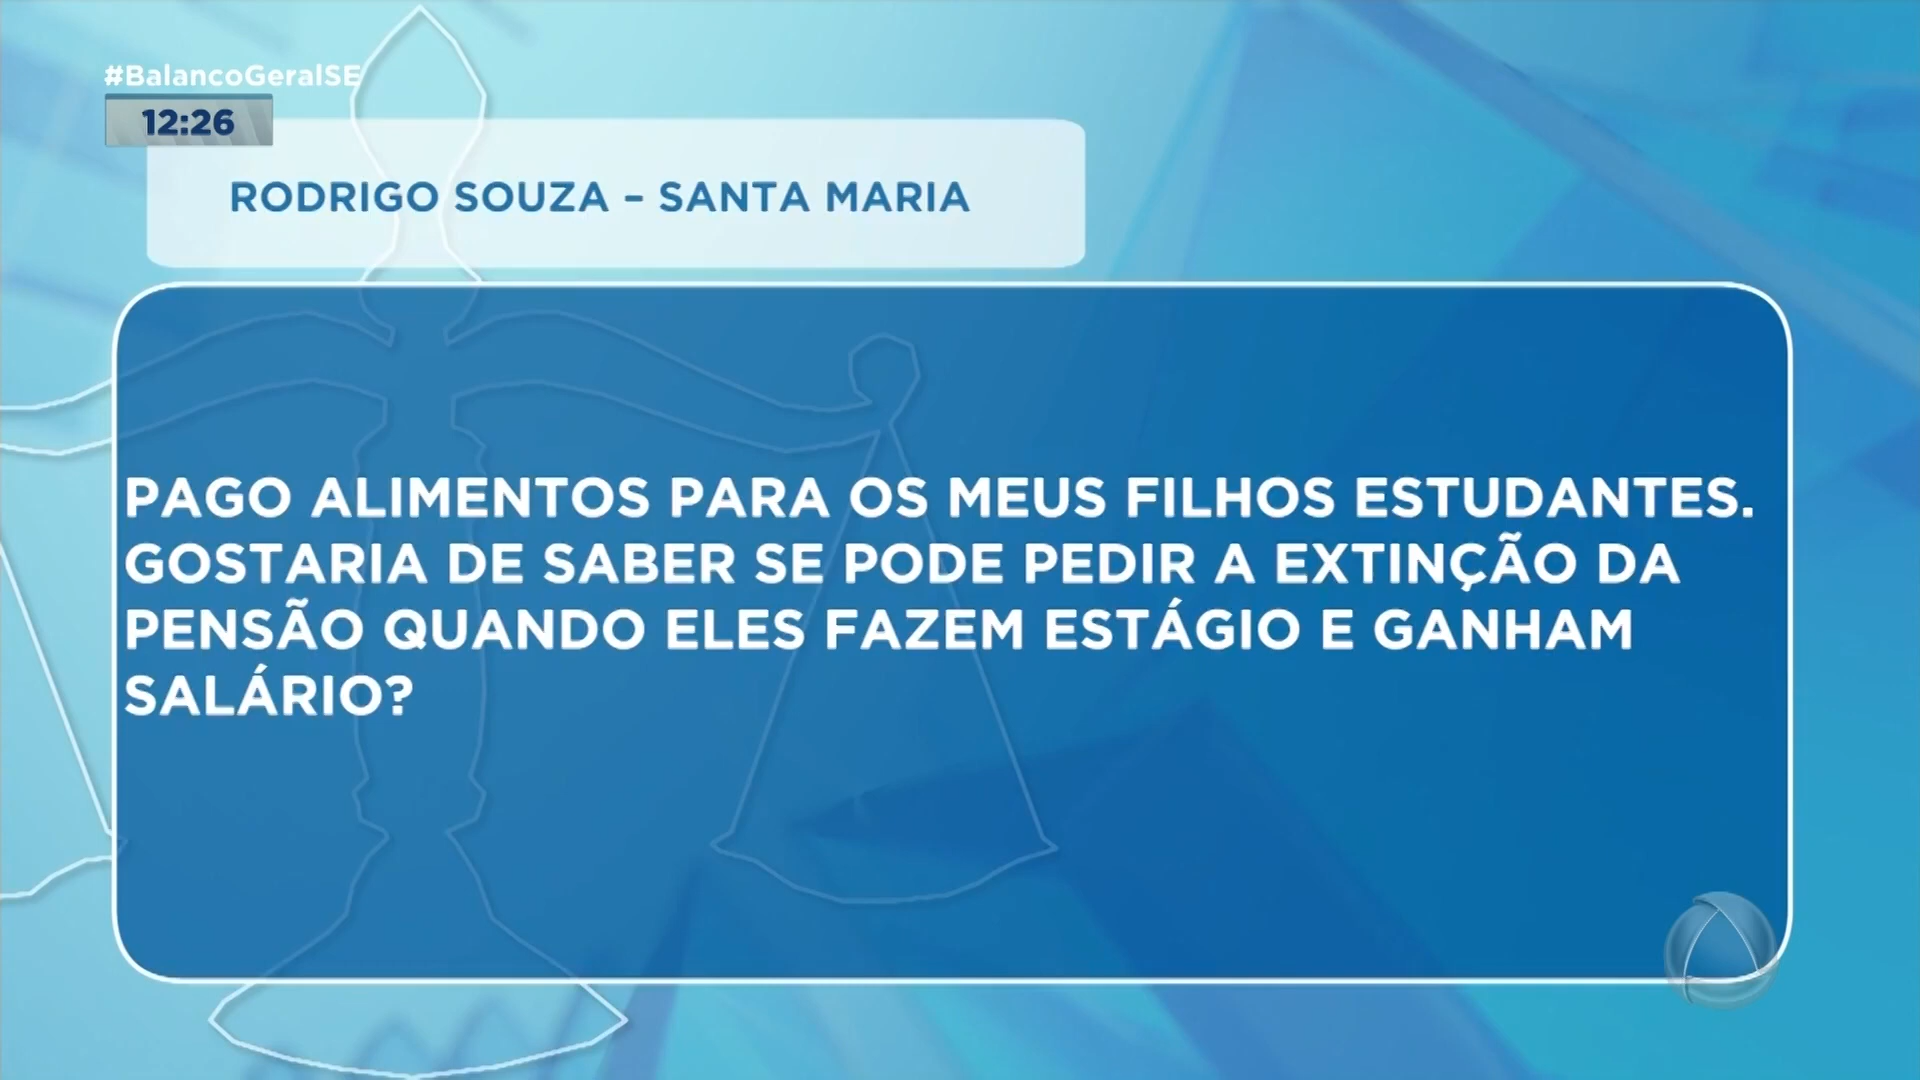 #BalancoGeralSE
12:26
RODRIGO SOUZA – SANTA MARIA
PAGO ALIMENTOS PARA OS MEUS FILHOS ESTUDANTES.
GOSTARIA DE SABER SE PODE PEDIR A EXTINÇÃO DA
PENSÃO QUANDO ELES FAZEM ESTÁGIO E GANHAM
SALÁRIO?